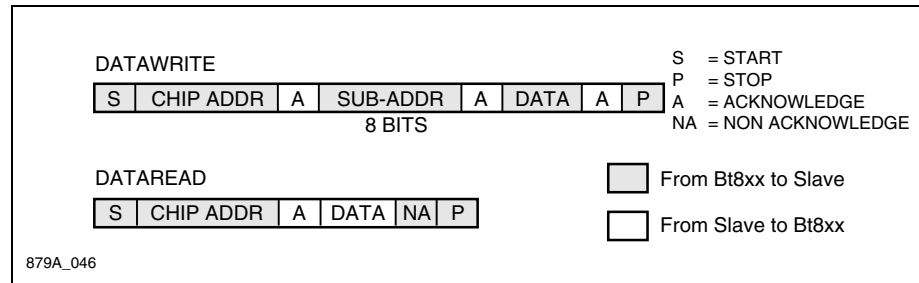 DATAWRITE
S CHIP ADDR A SUB-ADDR A DATA A P
8 BITS
S = START
P = STOP
A = ACKNOWLEDGE
NA = NON ACKNOWLEDGE
DATAREAD
S CHIP ADDR A DATA NA P
From Bt8xx to Slave
From Slave to Bt8xx
879A_046